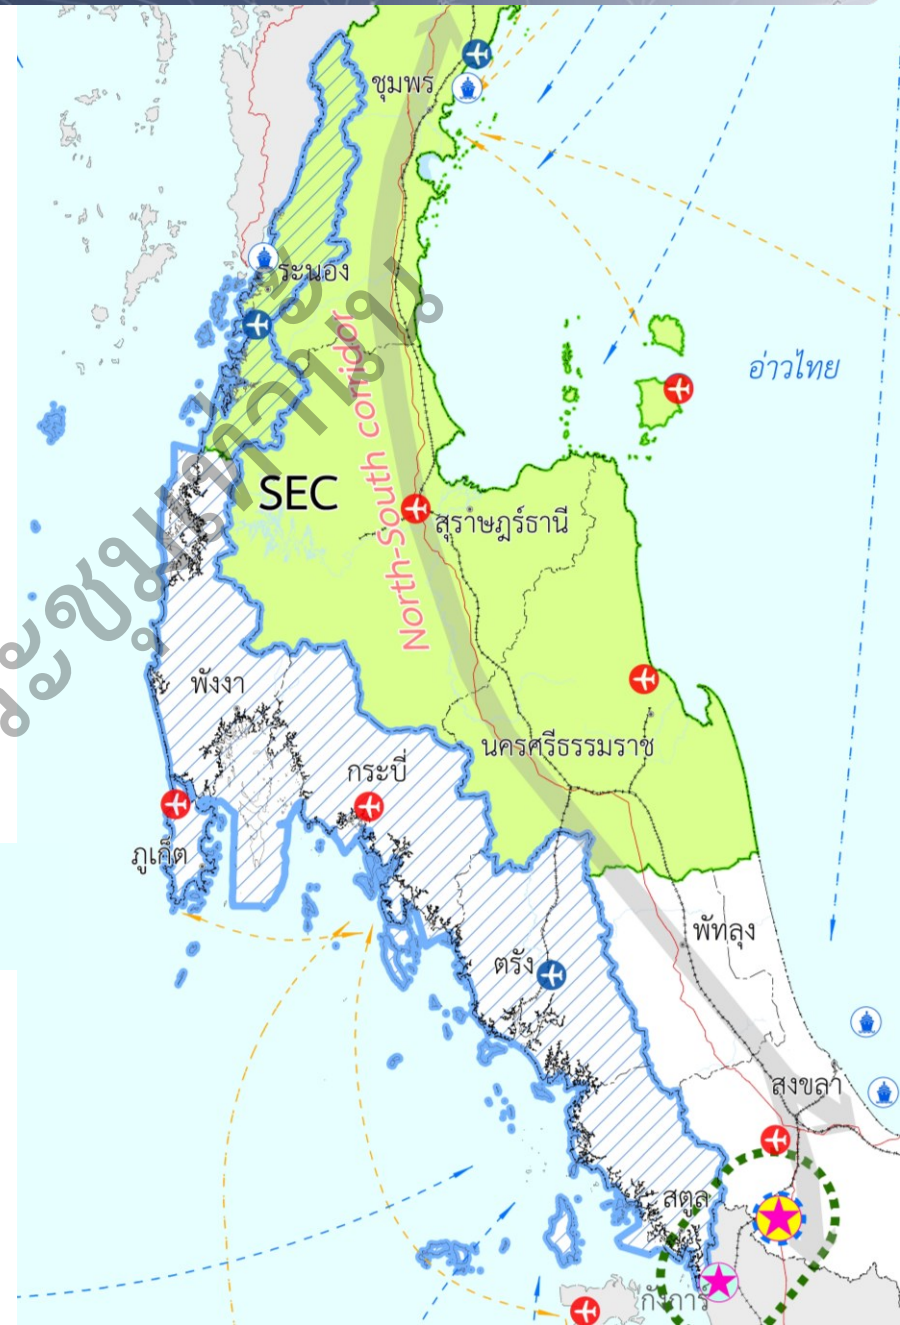 ชุมพร
ระนอง
อ่าวไทย
North-South corridor
SEC
สุราษฎร์ธานี
พังงา
นครศรีธรรมราช
กระบี่
ภูเก็ต
พัทลุง
ตรัง
สงขลา
สตูล